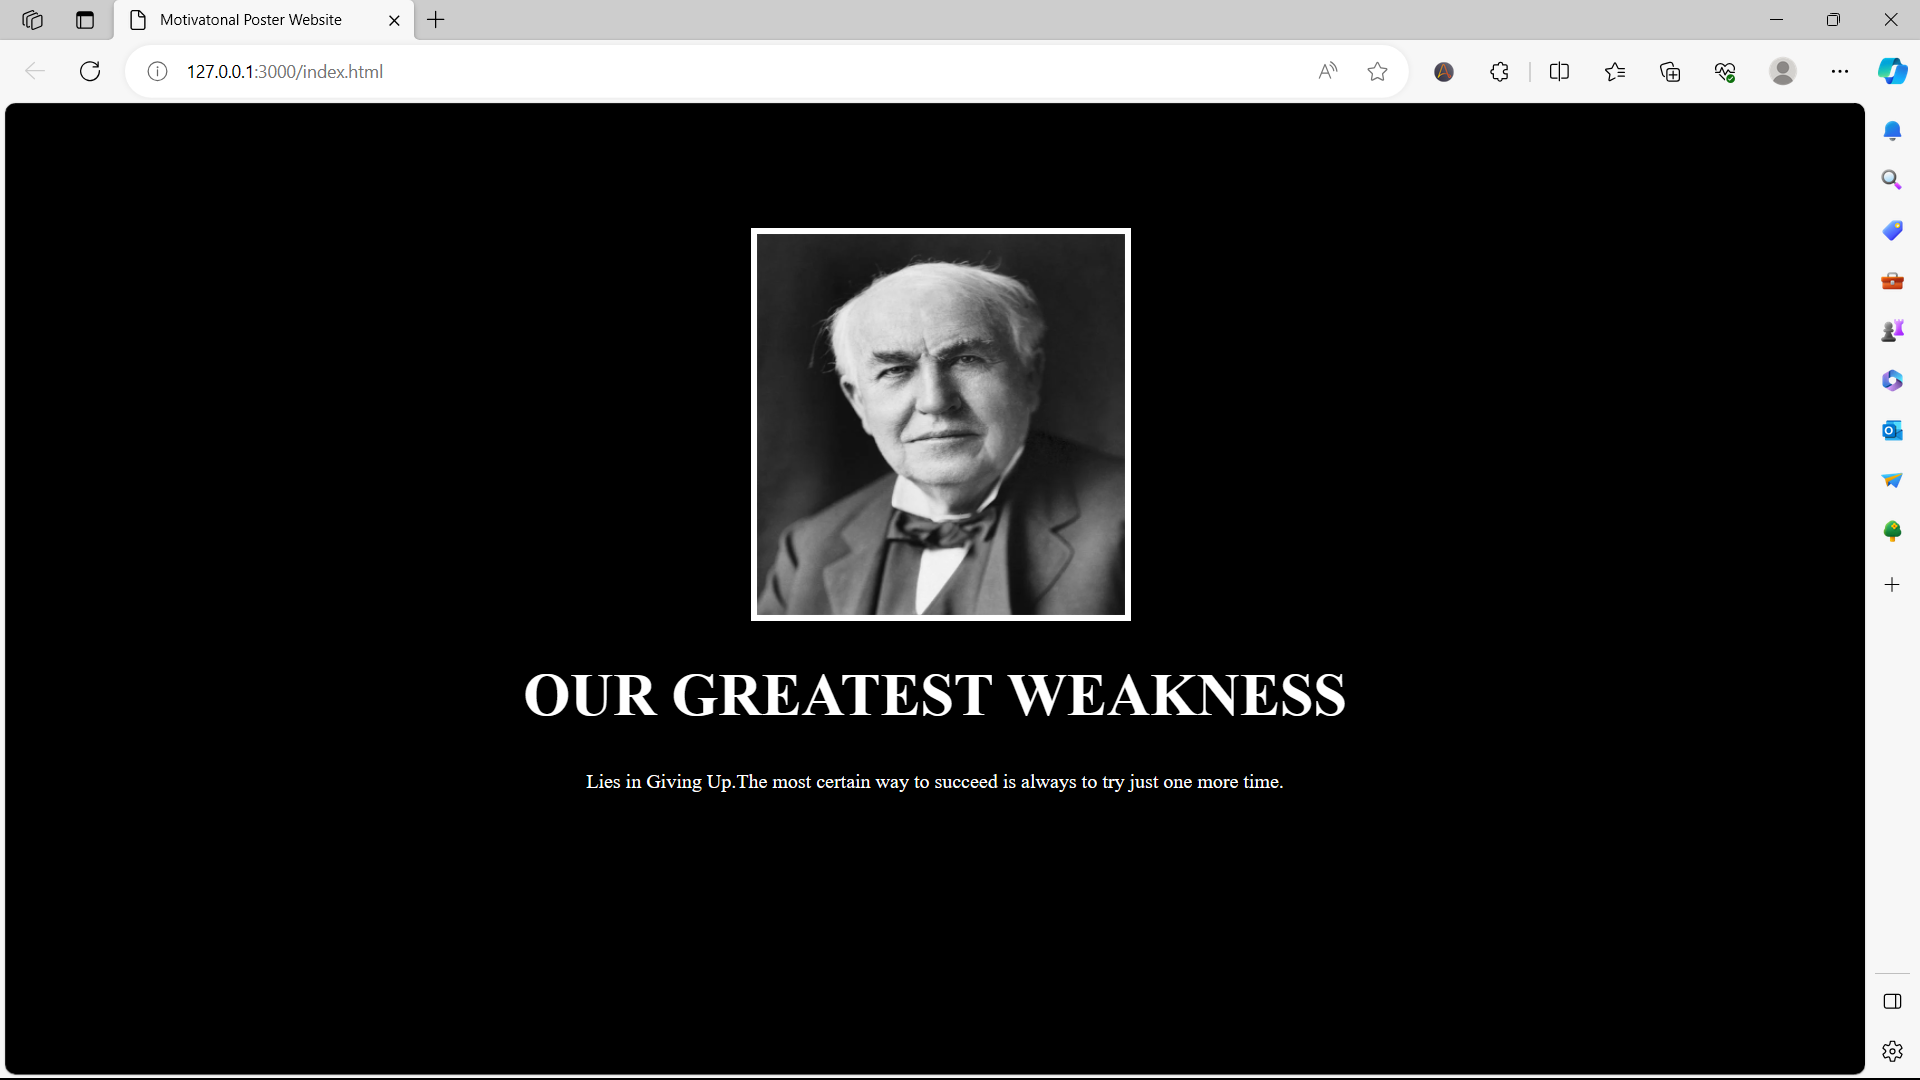 Motivatonal Poster Website
127.0.0.1:3000/index.html
OUR GREATEST WEAKNESS
Lies in Giving Up.The most certain way to succeed is always to try just one more time.